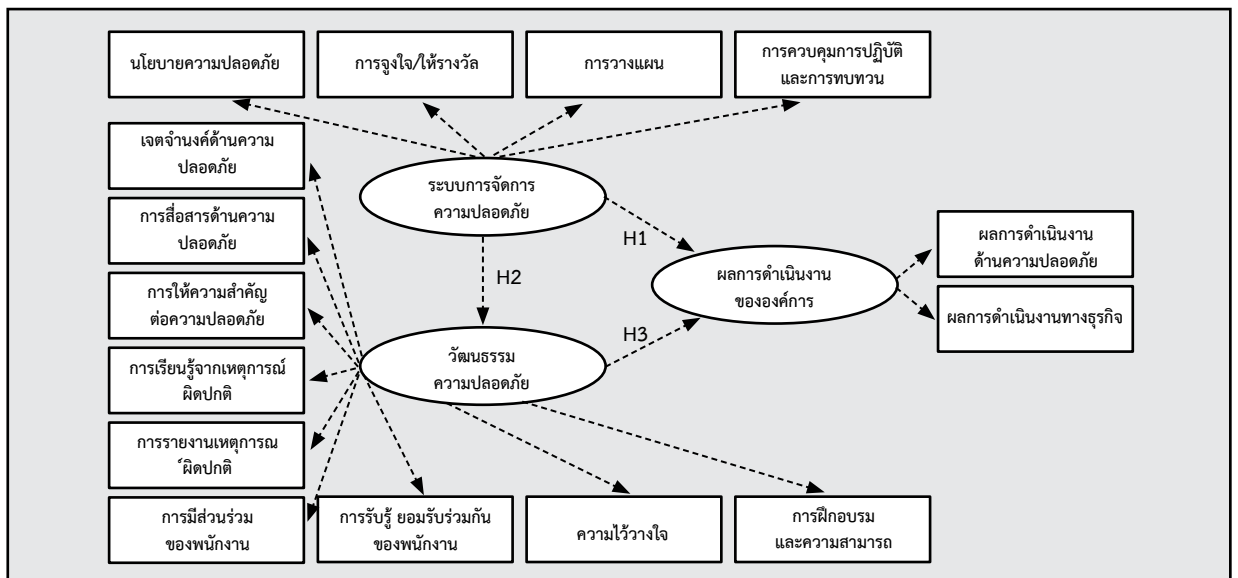 นโยบายความปลอดภัย
การจูงใจ/ให้รางวัล
การวางแผน
การควบคุมการปฏิบัติ
และการทบทวน
เจตจำนงค์ด้านความ
ปลอดภัย
ระบบการจัดการ
ความปลอดภัย
การสื่อสารด้านความ
ปลอดภัย
H1
ผลการดำเนินงาน
ด้านความปลอดภัย
ผลการดำเนินงาน
ขององค์การ
H2
การให้ความสำคัญ
ต่อความปลอดภัย
ผลการดำเนินงานทางธุรกิจ
H3
วัฒนธรรม
ความปลอดภัย
การเรียนรู้จากเหตุการณ์
ผิดปกติ
การรายงานเหตุการณ
์ผิดปกติ
การมีส่วนร่วม
ของพนักงาน
การรับรู้ ยอมรับร่วมกัน
ของพนักงาน
ความไว้วางใจ
การฝึกอบรม
และความสามารถ